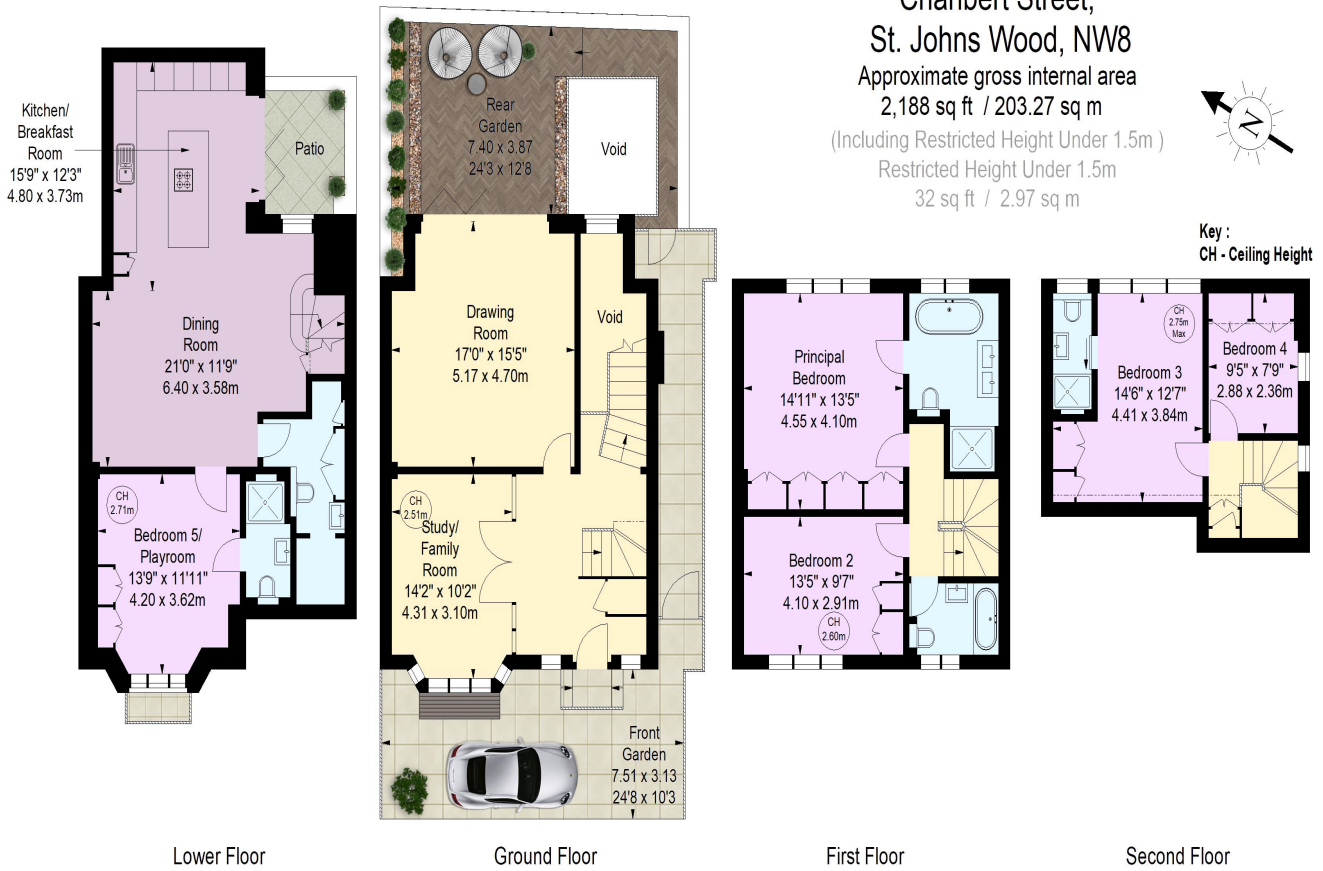 Charlbert Street,
St. Johns Wood, NW8
Approximate gross internal area
2,188 sq ft / 203.27 sq m
(Including Restricted Height Under 1.5m )
Restricted Height Under 1.5m
32 sq ft / 2.97 sq m
N
Key :
CH - Ceiling Height
Kitchen/
Breakfast
Room
15'9" x 12'3"
4.80 x 3.73m
Patio
Dining
Room
21'0" x 11'9"
6.40 x 3.58m
CH
2.71m
Bedroom 5/
Playroom
13'9" x 11'11"
4.20 x 3.62m
Lower Floor
Rear
Garden
7.40 x 3.87
24'3 x 12'8
Void
Drawing
Room
17'0" x 15'5"
5.17 x 4.70m
Void
CH
2.51m
Study/
Family
Room
14'2" x 10'2"
4.31 x 3.10m
Front
Garden
7.51 x 3.13
24'8 x 10'3
Ground Floor
Principal
Bedroom
14'11" x 13'5"
4.55 x 4.10m
Bedroom 2
13'5" x 9'7"
4.10 x 2.91m
CH
2.60m
First Floor
CH
2.75m
Max
Bedroom 3
14'6" x 12'7"
4.41 x 3.84m
Bedroom 4
9'5" x 7'9"
2.88 x 2.36m
Second Floor